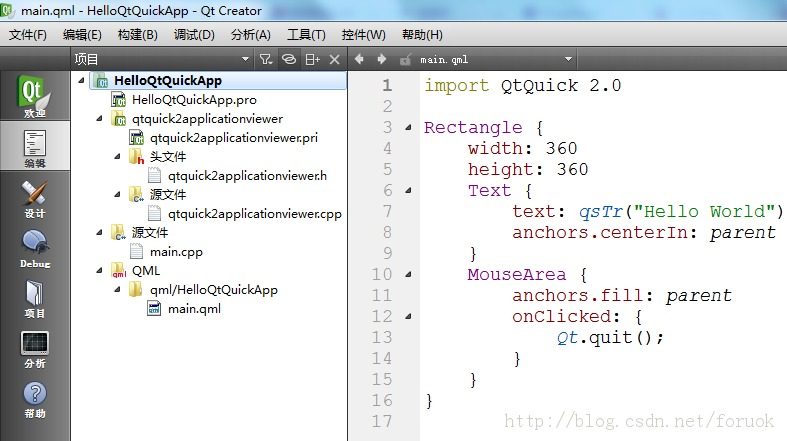 main.qml - HelloQtQuickApp - Qt Creator
文件(F) 编辑(E) 构建(B) 调试(D) 分析(A) 工具(T) 控件(W) 帮助(H)
项目
main.qml
欢迎
编辑
设计
Debug
项目
分析
帮助
HelloQtQuickApp
HelloQtQuickApp.pro
qtquick2applicationviewer
qtquick2applicationviewer.pri
头文件
qtquick2applicationviewer.h
源文件
qtquick2applicationviewer.cpp
源文件
main.cpp
QML
qml/HelloQtQuickApp
main.qml
1 import QtQuick 2.0
2
3 Rectangle {
4 width: 360
5 height: 360
6 Text {
7 text: qsTr("Hello World")
8 anchors.centerIn: parent
9 }
10 MouseArea {
11 anchors.fill: parent
12 onClicked: {
13 Qt.quit();
14 }
15 }
16 }
17
http://blog.csdn.net/foruok